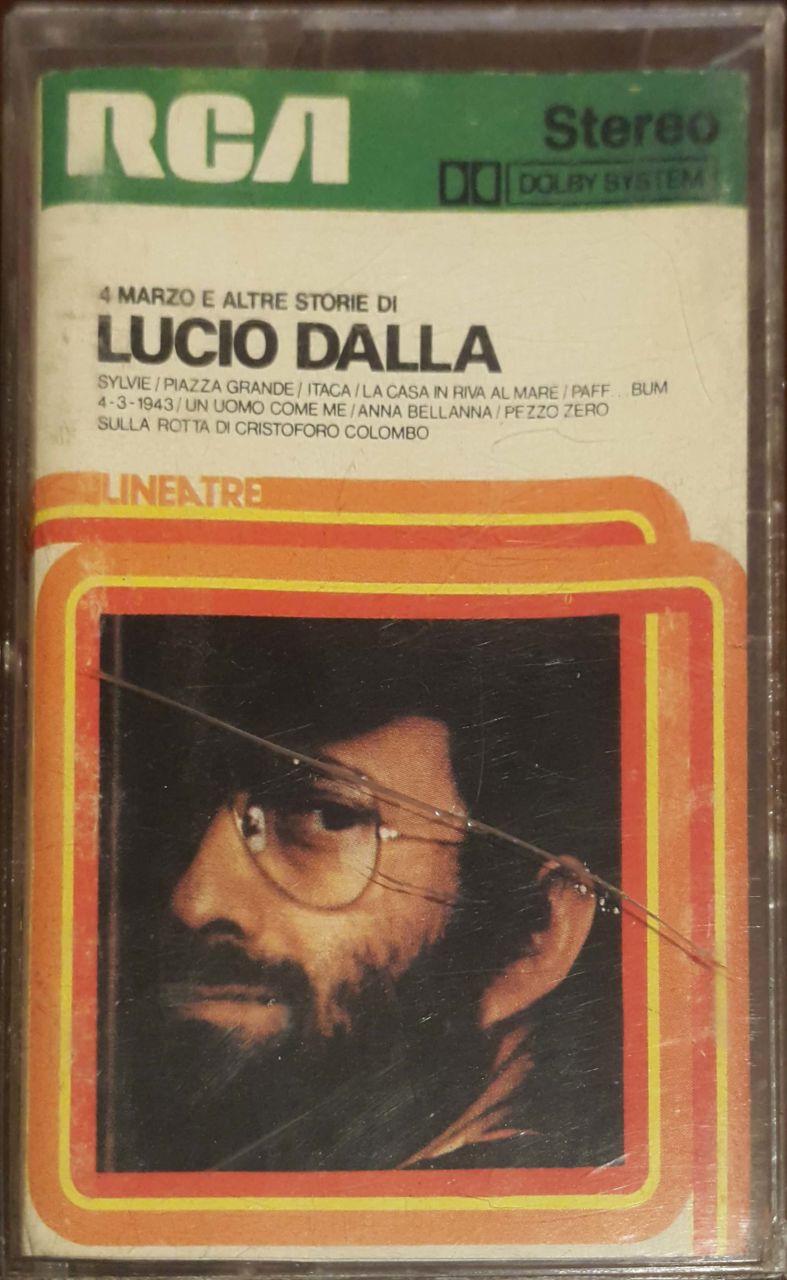 RCA
Stereo
DOLBY SYSTEM
4 MARZO E ALTRE STORIE DI
LUCIO DALLA
SYLVIE / PIAZZA GRANDE / ITACA / LA CASA IN RIVA AL MARE / PAFF... BUM
4-3-1943 / UN UOMO COME ME / ANNA BELLANNA / PEZZO ZERO
SULLA ROTTA DI CRISTOFORO COLOMBO
LINEATRE